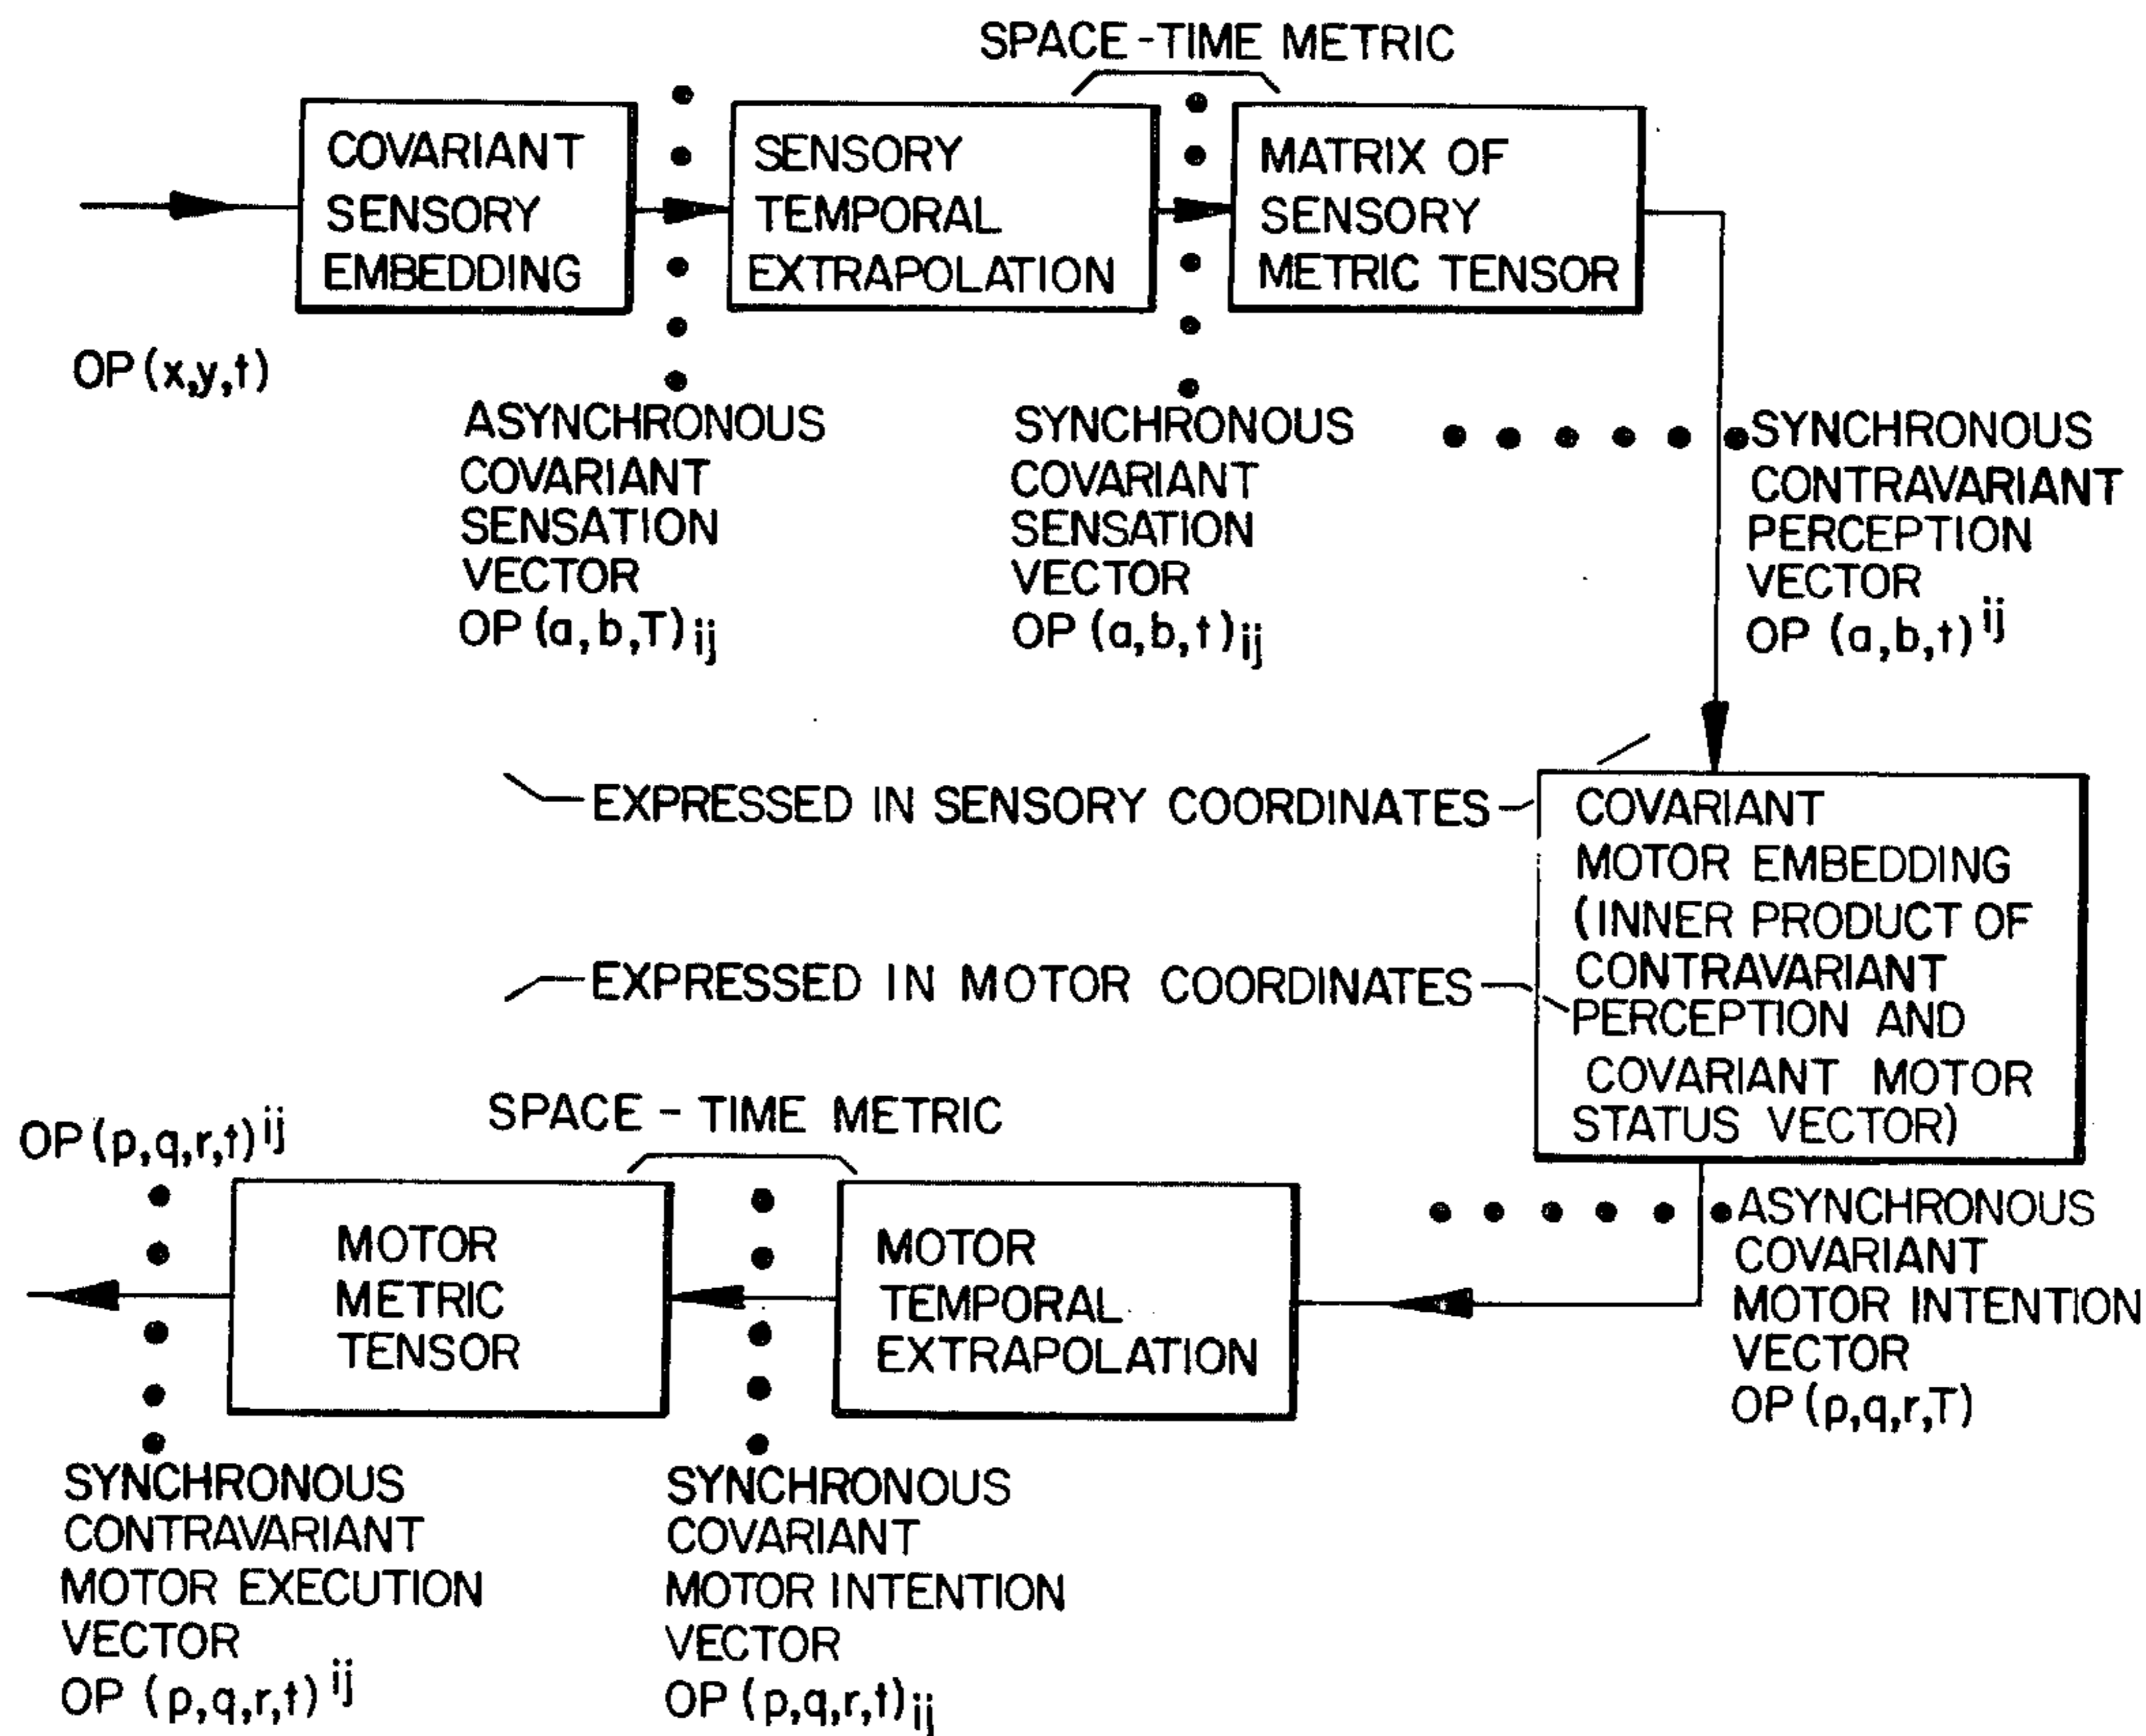 SPACE-TIME METRIC
COVARIANT
SENSORY
EMBEDDING
SENSORY
TEMPORAL
EXTRAPOLATION
MATRIX OF
SENSORY
METRIC TENSOR
OP(x,y,t)
ASYNCHRONOUS
COVARIANT
SENSATION
VECTOR
OP(a,b,T)ij
SYNCHRONOUS
COVARIANT
SENSATION
VECTOR
OP(a,b,t)ij
SYNCHRONOUS
CONTRAVARIANT
PERCEPTION
VECTOR
OP (a,b,t)ij
EXPRESSED IN SENSORY COORDINATES
EXPRESSED IN MOTOR COORDINATES
COVARIANT
MOTOR EMBEDDING
(INNER PRODUCT OF
CONTRAVARIANT
PERCEPTION AND
COVARIANT MOTOR
STATUS VECTOR)
SPACE - TIME METRIC
OP(p,q,r,t)ij
MOTOR
METRIC
TENSOR
MOTOR
TEMPORAL
EXTRAPOLATION
ASYNCHRONOUS
COVARIANT
MOTOR INTENTION
VECTOR
OP(p,q,r,T)
SYNCHRONOUS
CONTRAVARIANT
MOTOR EXECUTION
VECTOR
OP (p,q,r,t)ij
SYNCHRONOUS
COVARIANT
MOTOR INTENTION
VECTOR
OP (p,q,r,t)ij